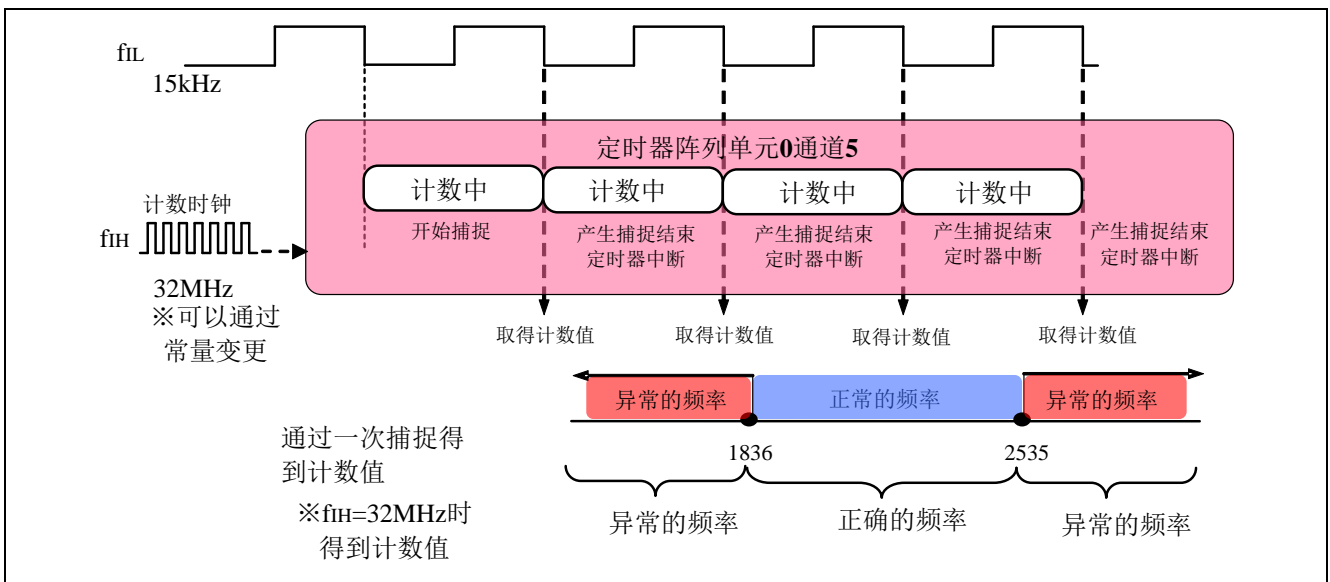 fIL
15kHz
定时器阵列单元0通道5
计数中 计数中 计数中 计数中
计数时钟
fIH
开始捕捉 产生捕捉结束 产生捕捉结束 产生捕捉结束 产生捕捉结束
定时器中断 定时器中断 定时器中断 定时器中断
32MHz
※可以通过
常量变更
取得计数值 取得计数值 取得计数值 取得计数值
异常的频率 正常的频率 异常的频率
通过一次捕捉得
到计数值
1836 2535
※fIH=32MHz时
得到计数值
异常的频率 正确的频率 异常的频率